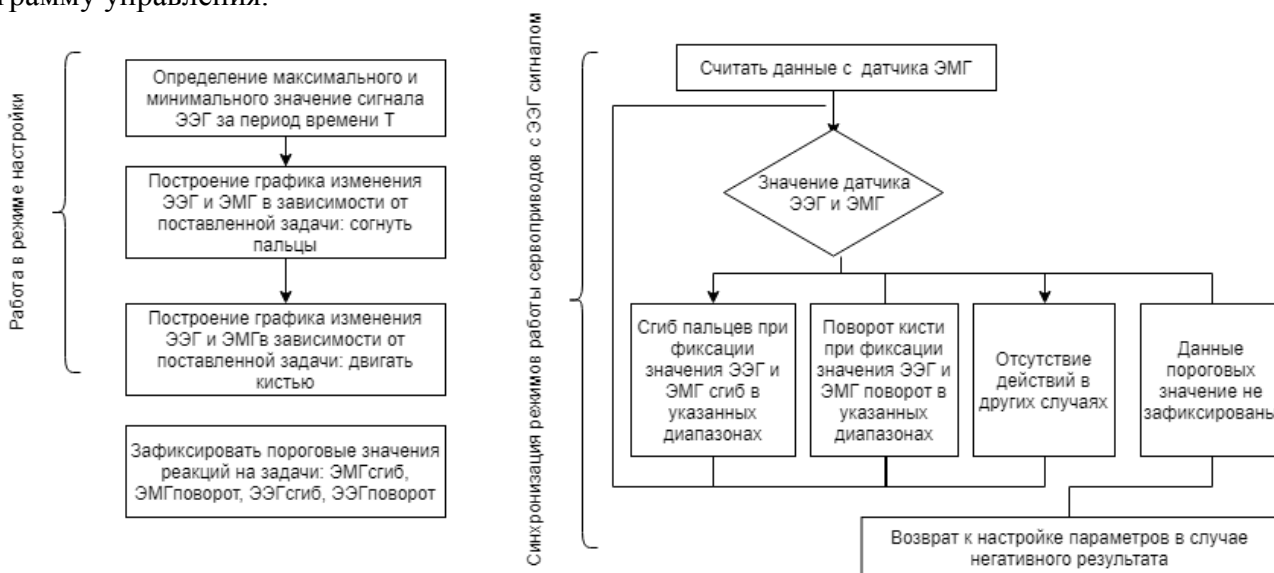 грамму управления.
Работа в режиме настройки
Определение максимального и
минимального значение сигнала
ЭЭГ за период времени Т
Построение графика изменения
ЭЭГ и ЭМГ в зависимости от
поставленной задачи: согнуть
пальцы
Построение графика изменения
ЭЭГ и ЭМГв зависимости от
поставленной задачи: двигать
кистью
Зафиксировать пороговые значения
реакций на задачи: ЭМГсгиб,
ЭМГповорот, ЭЭГсгиб, ЭЭГповорот
Синхронизация режимов работы сервоприводов с ЭЭГ сигналом
Считать данные с датчика ЭМГ
Значение датчика
ЭЭГ и ЭМГ
Сгиб пальцев при
фиксации
значения ЭЭГ и
ЭМГ сгиб в
указанных
диапазонах
Поворот кисти
при фиксации
значения ЭЭГ и
ЭМГ поворот в
указанных
диапазонах
Отсутствие
действий в
других случаях
Данные
пороговых
значение не
зафиксированы
Возврат к настройке параметров в случае
негативного результата